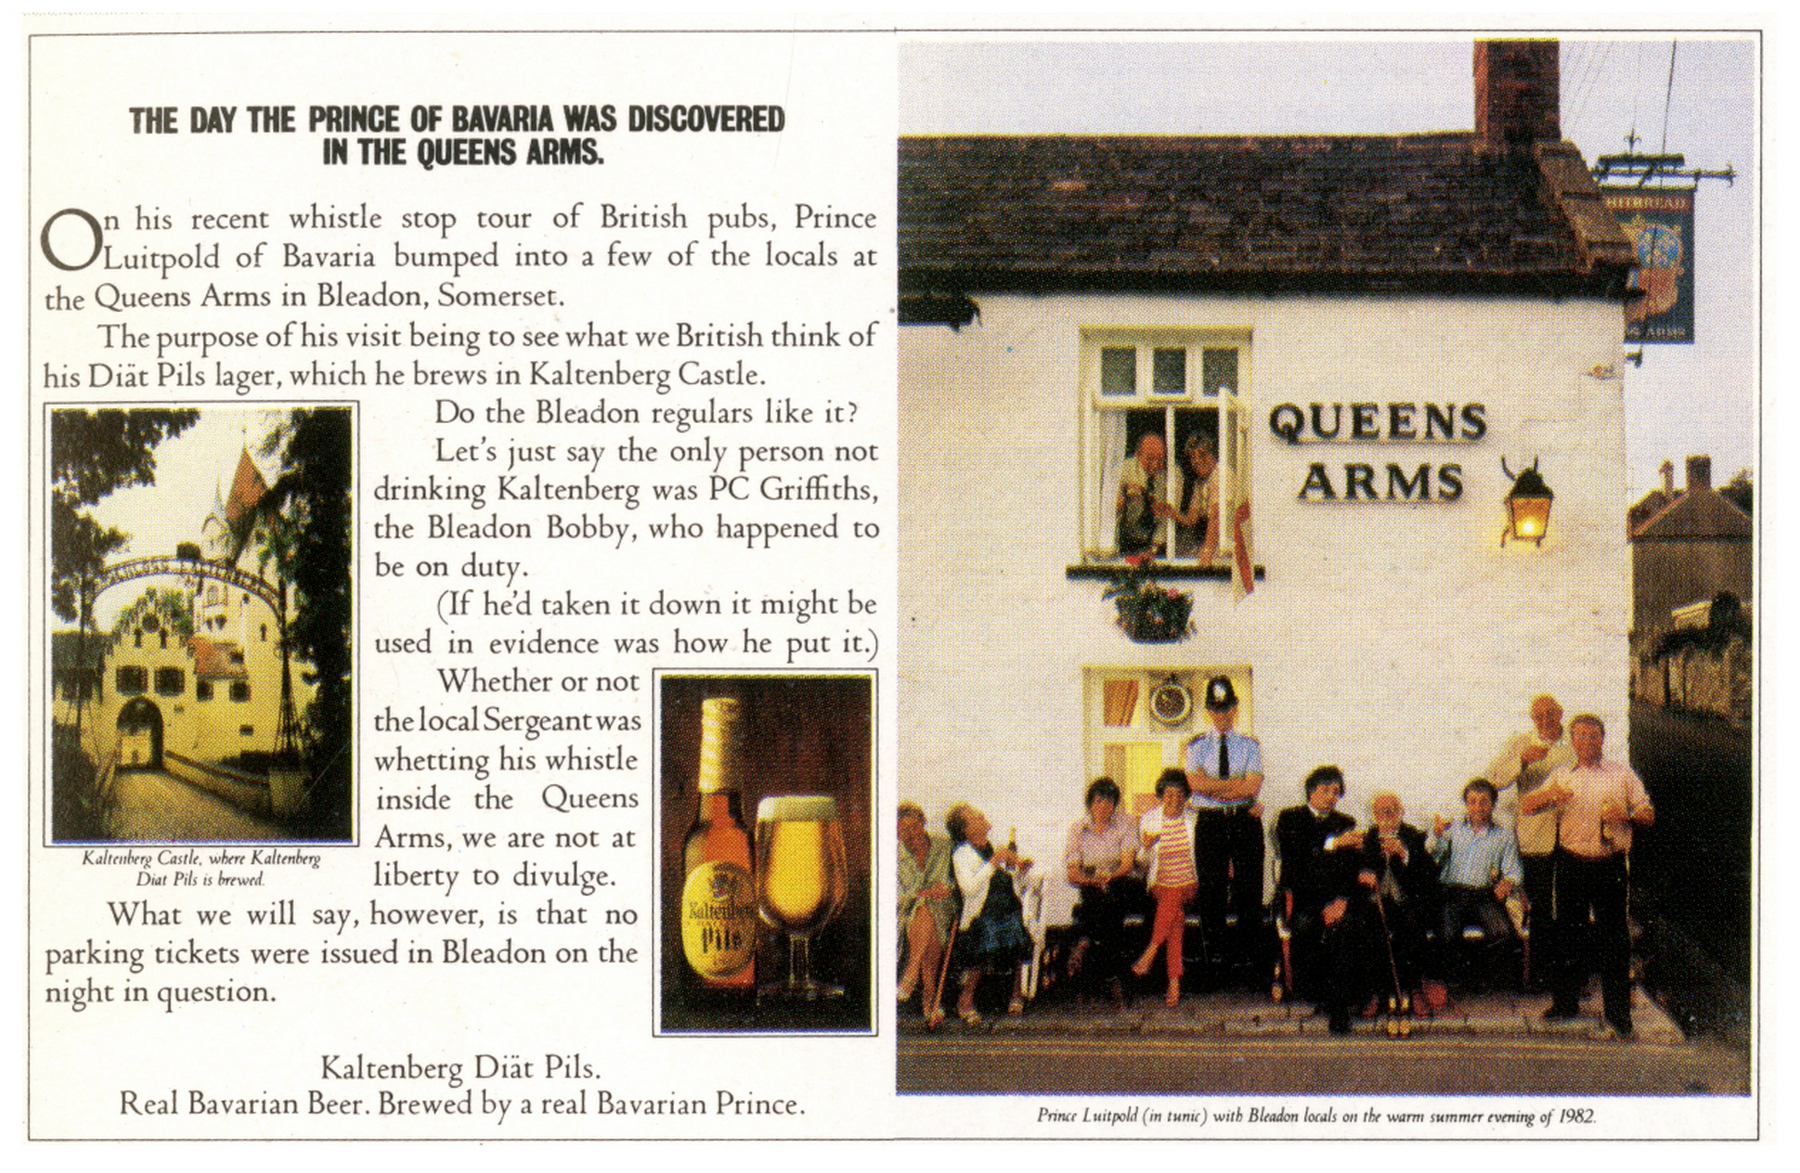 THE DAY THE PRINCE OF BAVARIA WAS DISCOVERED
IN THE QUEENS ARMS.
On his recent whistle stop tour of British pubs, Prince
Luitpold of Bavaria bumped into a few of the locals at
the Queens Arms in Bleadon, Somerset.
The purpose of his visit being to see what we British think of
his Diät Pils lager, which he brews in Kaltenberg Castle.
Do the Bleadon regulars like it?
Let's just say the only person not
drinking Kaltenberg was PC Griffiths,
the Bleadon Bobby, who happened to
be on duty.
(If he'd taken it down it might be
used in evidence was how he put it.)
Whether or not
the local Sergeant was
whetting his whistle
inside the Queens
Arms, we are not at
liberty to divulge.
What we will say, however, is that no
parking tickets were issued in Bleadon on the
night in question.
SCHLOSS KALTENBERG
Kaltenberg Castle, where Kaltenberg
Diat Pils is brewed.
Kaltenberg
Pils
Kaltenberg Diät Pils.
Real Bavarian Beer. Brewed by a real Bavarian Prince.
HITBREAD
ARMS
QUEENS
ARMS
Prince Luitpold (in tunic) with Bleadon locals on the warm summer evening of 1982.